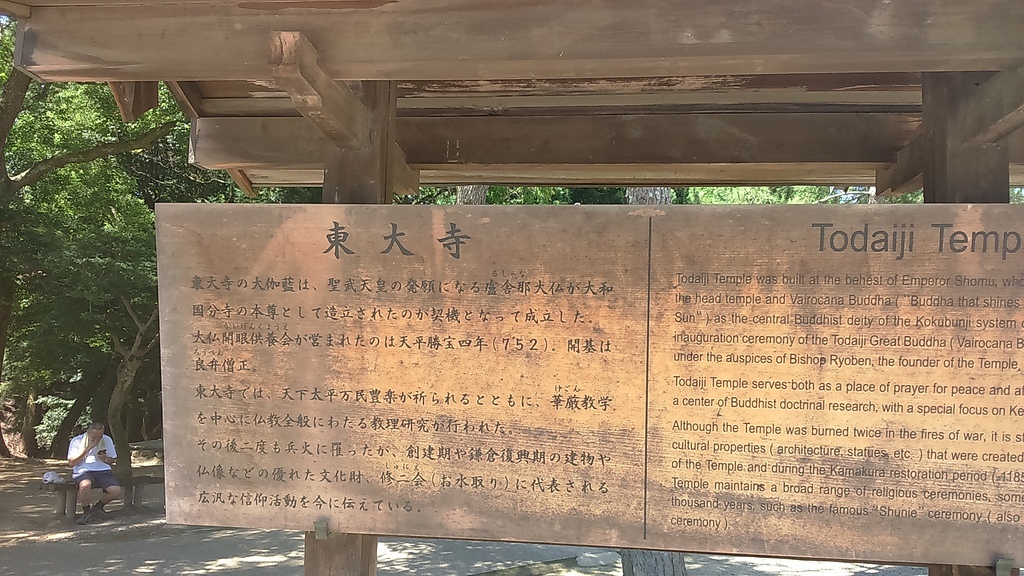 東大寺
東大寺の大伽藍は、聖武天皇の発願になる盧舎那大仏が大和
国分寺の本尊として造立されたのが契機となって成立した。
大仏開眼供養会が営まれたのは天平勝宝四年(752)。開基は
良弁僧正。
東大寺では、天下太平万民豊楽が祈られるとともに、華厳教学
を中心に仏教全般にわたる教理研究が行われた。
その後二度も兵火に罹ったが、創建期や鎌倉復興期の建物や
仏像などの優れた文化財、修二会(お水取り)に代表される
広汎な信仰活動を今に伝えている。
Todaiji Temp
Todaiji Temple was built at the behest of Emperor Shomu, who
the head temple and Vairocana Buddha ("Buddha that shines
Sun") as the central Buddhist deity of the Kokubunji system
inauguration ceremony of the Todaiji Great Buddha (Vairocana B
under the auspices of Bishop Ryoben, the founder of the Temple,
Todaiji Temple serves both as a place of prayer for peace and
a center of Buddhist doctrinal research, with a special focus on Ke
Although the Temple was burned twice in the fires of war, it is s
cultural properties (architecture, statues, etc.) that were created
of the Temple and during the Kamakura restoration period (1185
Temple maintains a broad range of religious ceremonies, som
thousand years, such as the famous "Shunie" ceremony (also
ceremony).